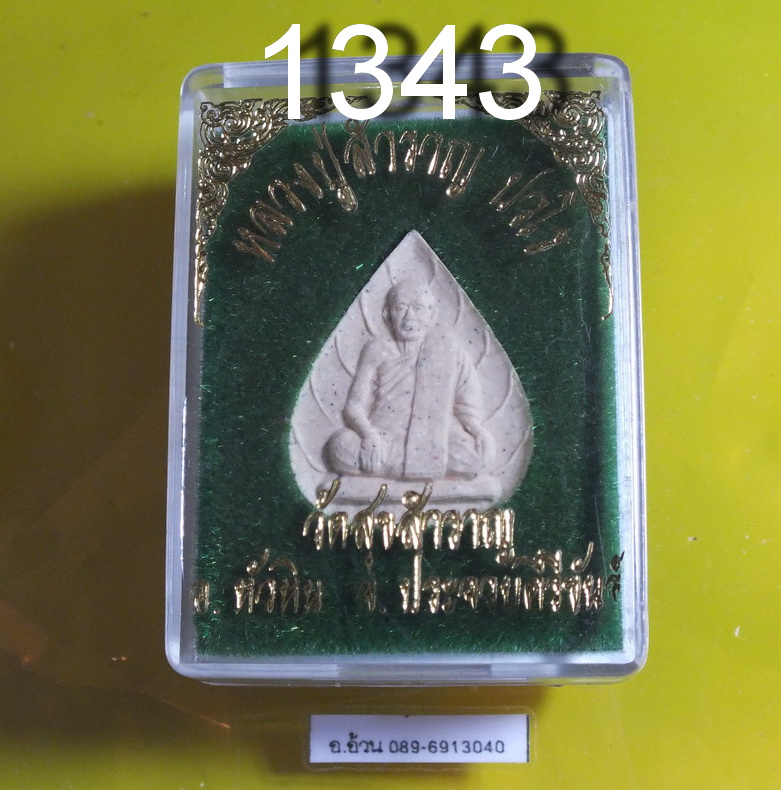 1343
หลวงปู่สำราญ ปวโร
วัดสุขสำราญ
อ. หัวหิน จ. ประจวบคีรีขันธ์
อ.อ้วน 089-6913040